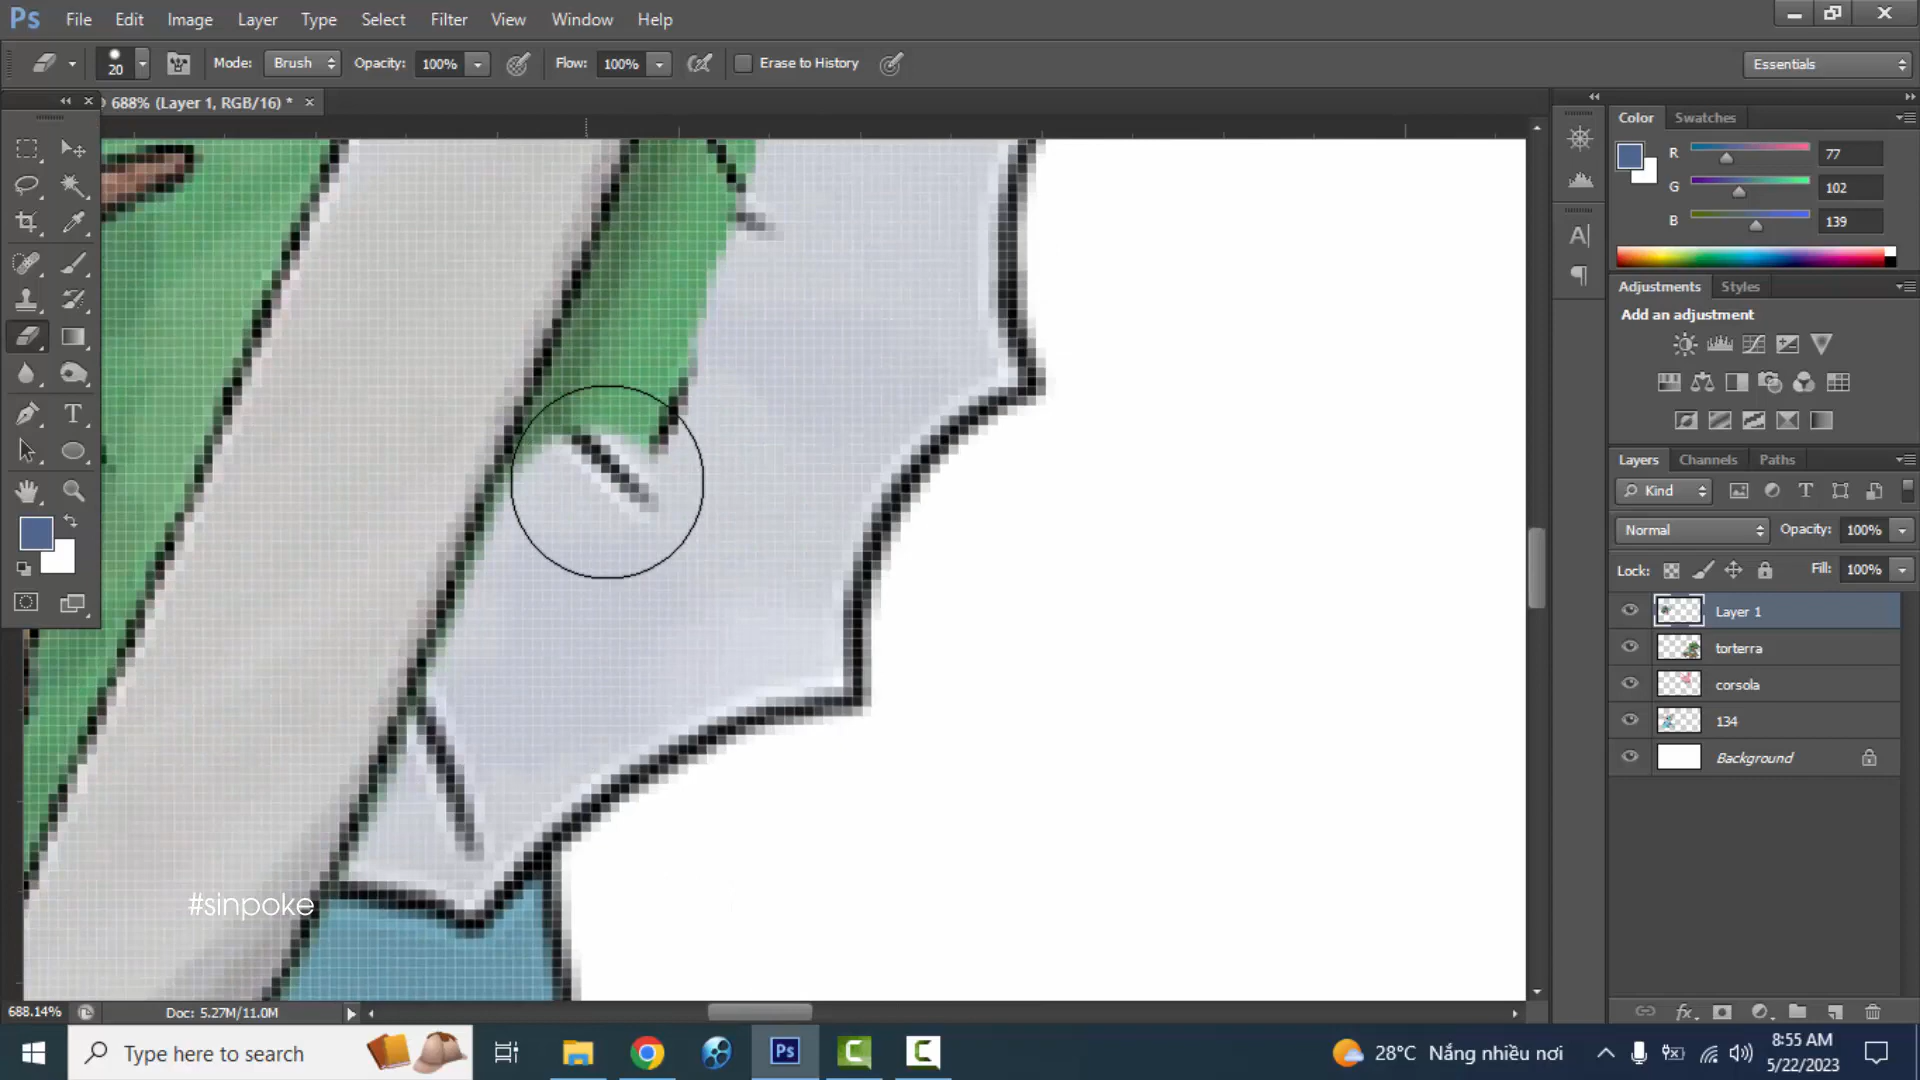 Ps File Edit Image Layer Type Select Filter View Window Help
20 Mode: Brush Opacity: 100% Flow: 100% Erase to History Essentials
688% (Layer 1, RGB/16) * ×
Color Swatches
R 77
G 102
B 139
Adjustments Styles
Add an adjustment
Layers Channels Paths
Kind
Normal Opacity: 100%
Lock: Fill: 100%
Layer 1
torterra
corsola
134
Background
#sinpoke
688.14% Doc: 5.27M/11.0M
Type here to search
Ps
28°C Nắng nhiều nơi
8:55 AM
5/22/2023